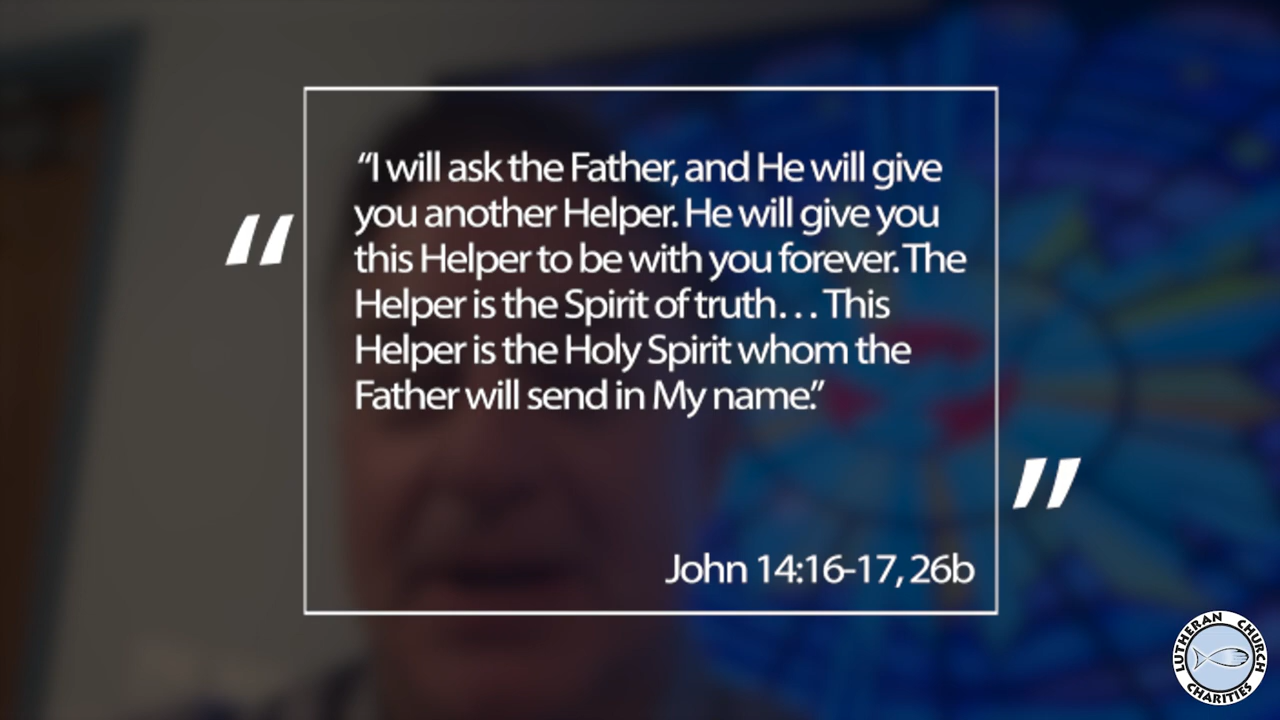 “I will ask the Father, and He will give
you another Helper. He will give you
this Helper to be with you forever. The
Helper is the Spirit of truth… This
Helper is the Holy Spirit whom the
Father will send in My name.”
John 14:16-17, 26b
LUTHERAN CHURCH
CHARITIES